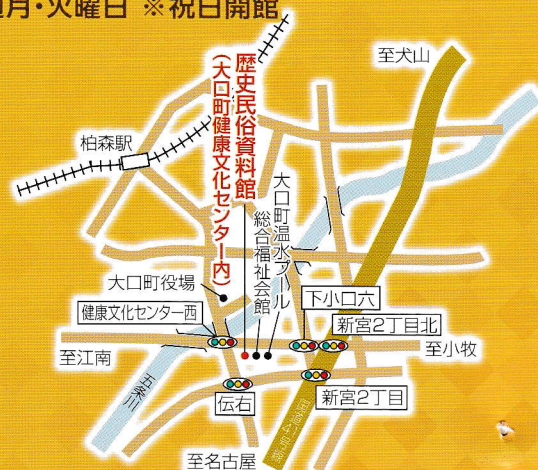 月・火曜日 ※祝日開館
至犬山
柏森駅
歴史民俗資料館
（大口町健康文化センター内）
大口町温水プール
総合福祉会館
大口町役場
健康文化センター西
下小口六
新宮2丁目北
至江南
至小牧
五条川
伝右
新宮2丁目
至名古屋